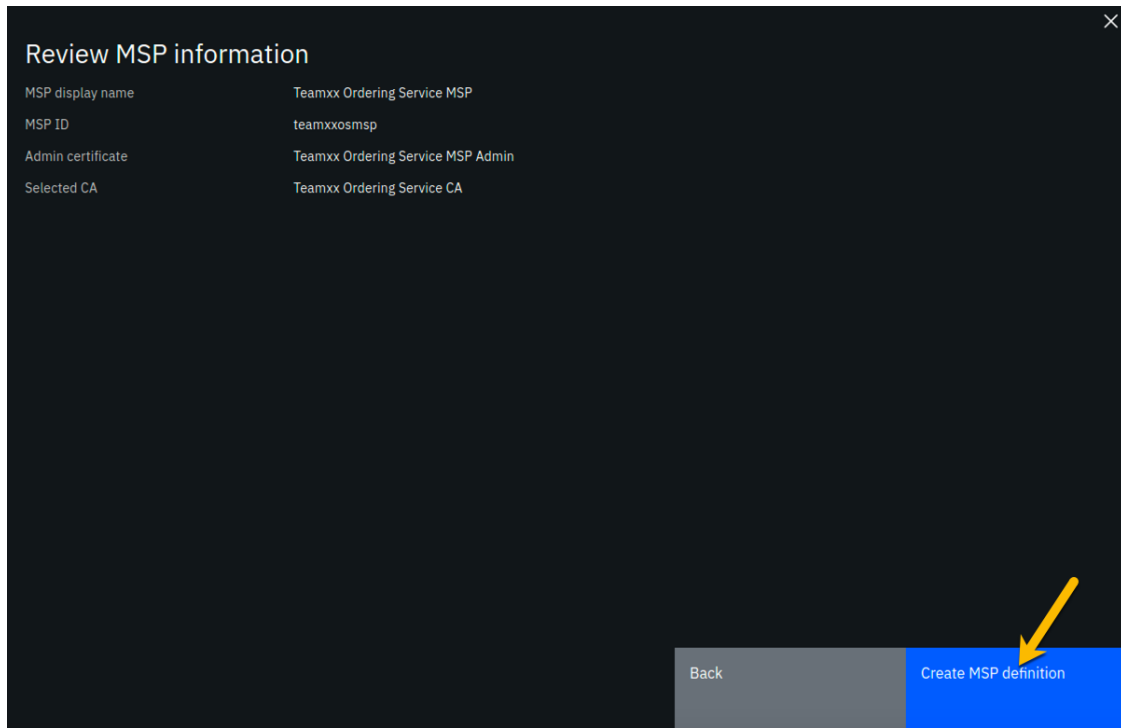 Review MSP information
MSP display name Teamxx Ordering Service MSP
MSP ID teamxxosmsp
Admin certificate Teamxx Ordering Service MSP Admin
Selected CA Teamxx Ordering Service CA
Back Create MSP definition